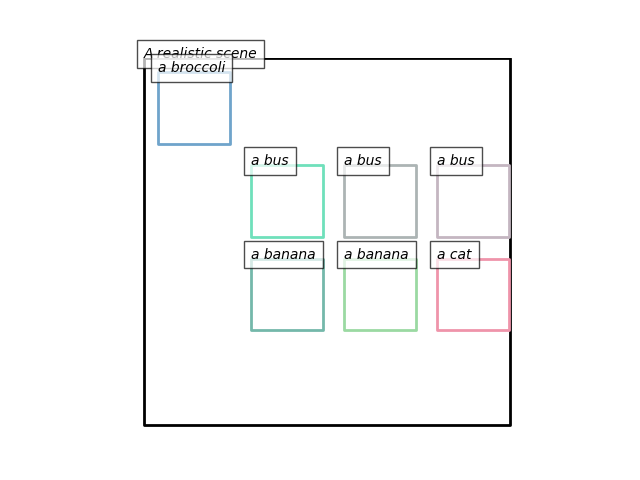 A realistic scene
a broccoli
a bus
a bus
a bus
a banana
a banana
a cat